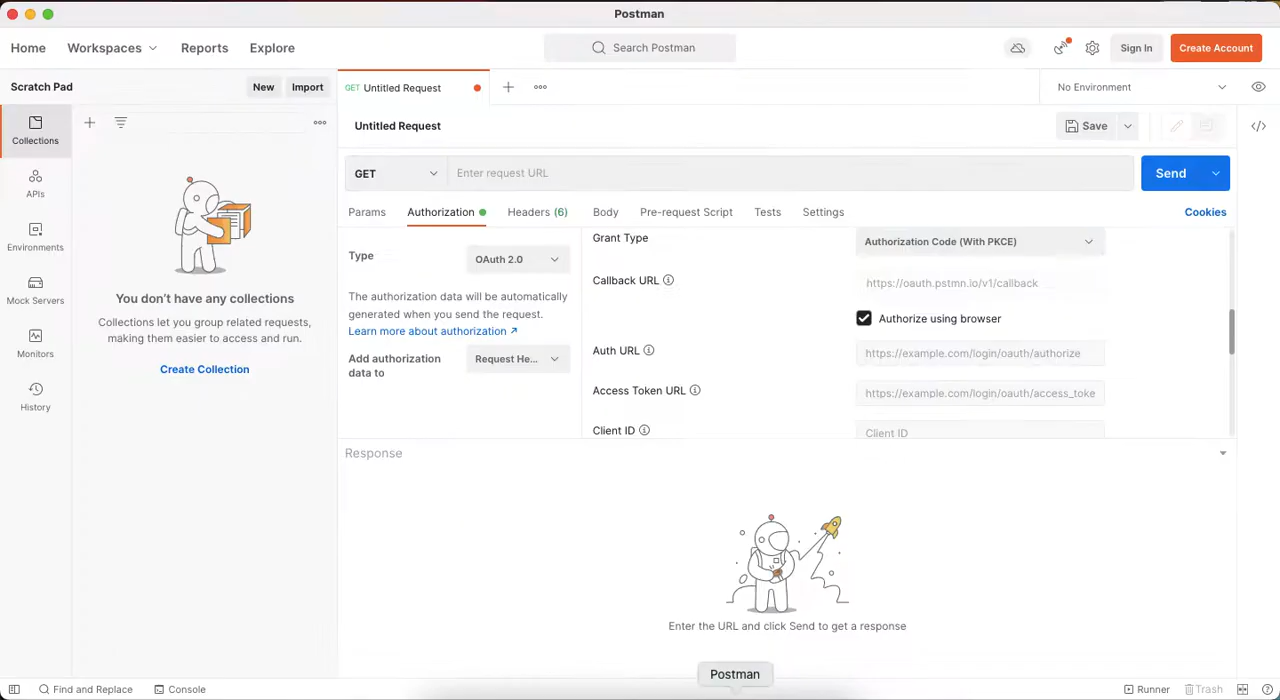 Postman
Home
Workspaces
Reports
Explore
Search Postman
Sign In
Create Account
Scratch Pad
New
Import
GET Untitled Request
No Environment
Collections
APIs
Environments
Mock Servers
Monitors
History
You don't have any collections
Collections let you group related requests,
making them easier to access and run.
Create Collection
Untitled Request
Save
GET
Enter request URL
Send
Params
Authorization
Headers (6)
Body
Pre-request Script
Tests
Settings
Cookies
Type
OAuth 2.0
The authorization data will be automatically
generated when you send the request.
Learn more about authorization ↗
Add authorization
data to
Request He...
Grant Type
Authorization Code (With PKCE)
Callback URL
https://oauth.pstmn.io/v1/callback
Authorize using browser
Auth URL
https://example.com/login/oauth/authorize
Access Token URL
https://example.com/login/oauth/access_toke
Client ID
Client ID
Response
Enter the URL and click Send to get a response
Postman
Find and Replace
Console
Runner
Trash